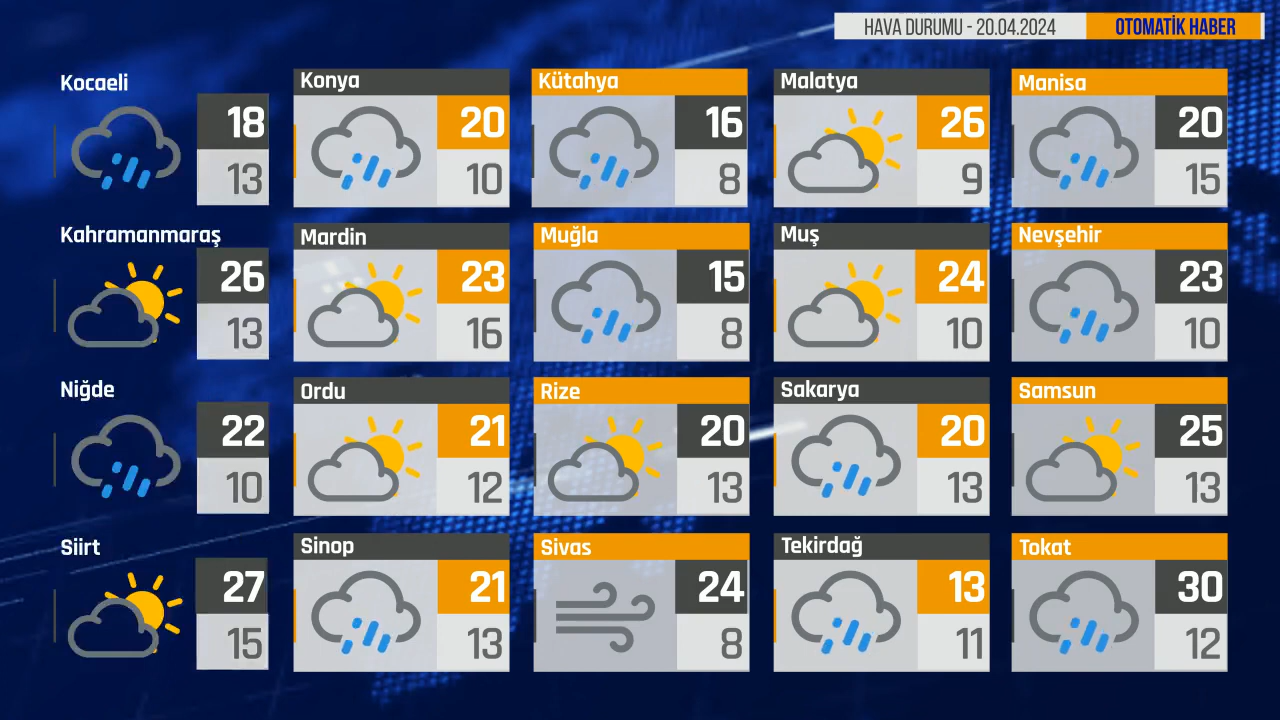 HAVA DURUMU - 20.04.2024 OTOMATİK HABER
Kocaeli
18
13
Konya
20
10
Kütahya
16
8
Malatya
26
9
Manisa
20
15
Kahramanmaraş
26
13
Mardin
23
16
Muğla
15
8
Muş
24
10
Nevşehir
23
10
Niğde
22
10
Ordu
21
12
Rize
20
13
Sakarya
20
13
Samsun
25
13
Siirt
27
15
Sinop
21
13
Sivas
24
8
Tekirdağ
13
11
Tokat
30
12